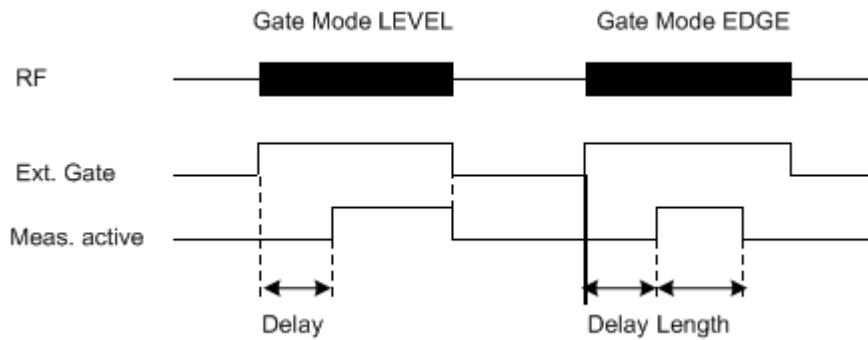 Gate Mode LEVEL Gate Mode EDGE
RF
Ext. Gate
Meas. active
Delay Delay Length